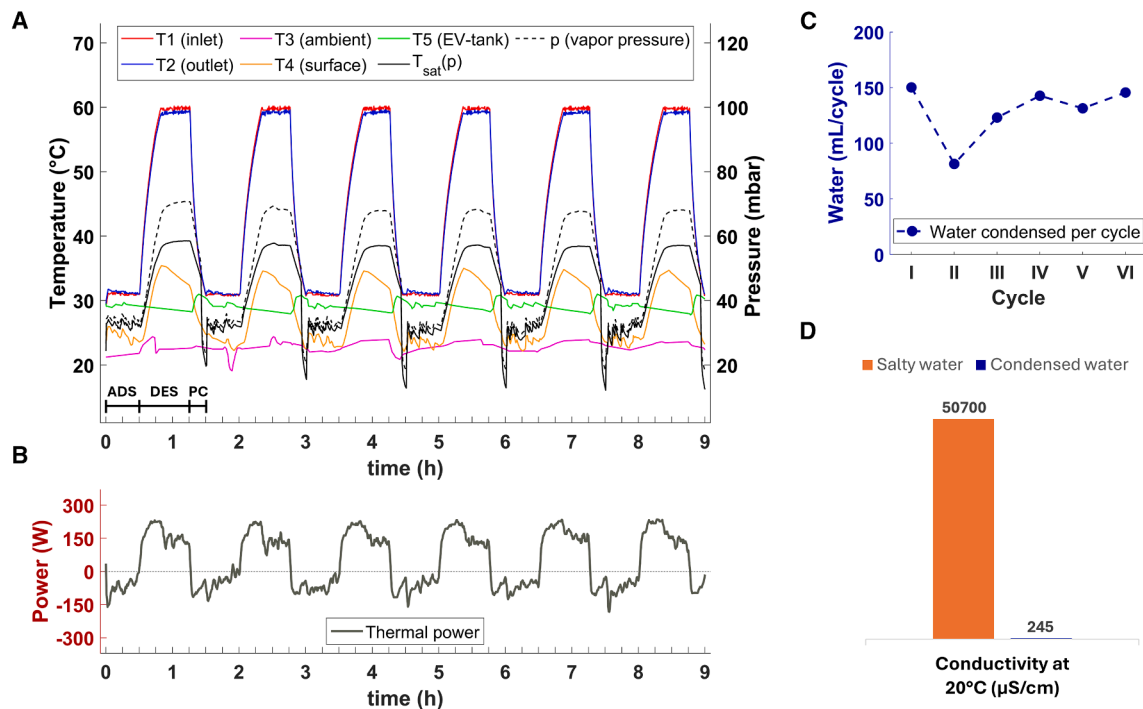 A
T1 (inlet)
T3 (ambient)
T5 (EV-tank)
p (vapor pressure)
T2 (outlet)
T4 (surface)
Tsat(p)
Temperature (°C)
70
60
50
40
30
20
Pressure (mbar)
120
100
80
60
40
20
ADS
DES
PC
0 1 2 3 4 5 6 7 8 9
time (h)
B
Power (W)
300
150
0
-150
-300
Thermal power
0 1 2 3 4 5 6 7 8 9
time (h)
C
Water (mL/cycle)
200
150
100
50
0
Water condensed per cycle
I II III IV V VI
Cycle
D
Salty water
Condensed water
50700
245
Conductivity at
20°C (µS/cm)